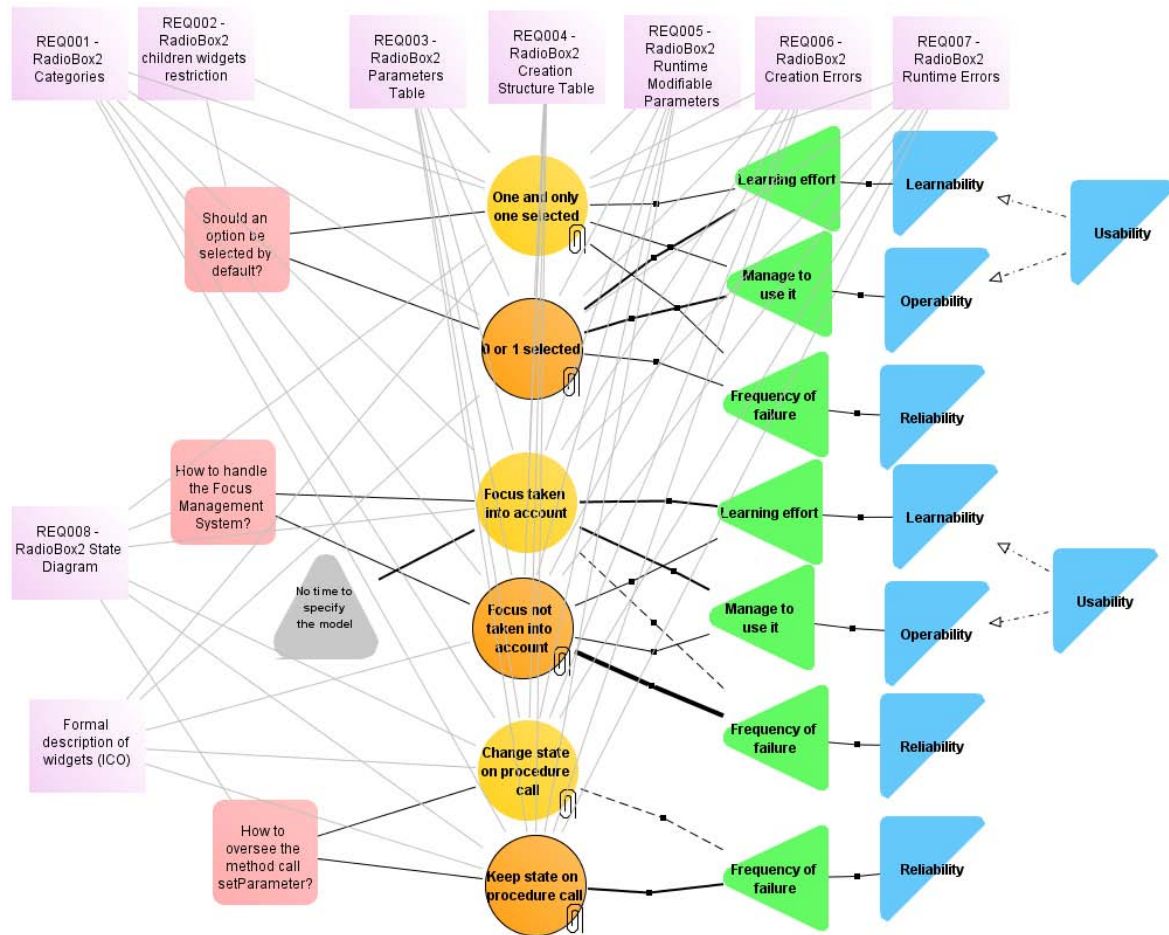 REQ001 -
RadioBox2
Categories
REQ002 -
RadioBox2
children widgets
restriction
REQ003 -
RadioBox2
Parameters
Table
REQ004 -
RadioBox2
Creation
Structure Table
REQ005 -
RadioBox2
Runtime
Modifiable
Parameters
REQ006 -
RadioBox2
Creation Errors
REQ007 -
RadioBox2
Runtime Errors
Should an
option be
selected by
default?
One and only
one selected
Learning effort
Learnability
Usability
Manage to
use it
Operability
0 or 1 selected
Frequency of
failure
Reliability
How to handle
the Focus
Management
System?
Focus taken
into account
Learning effort
Learnability
REQ008 -
RadioBox2 State
Diagram
No time to
specify
the model
Focus not
taken into
account
Manage to
use it
Operability
Usability
Formal
description of
widgets (ICO)
Change state
on procedure
call
Frequency of
failure
Reliability
How to
oversee the
method call
setParameter?
Keep state on
procedure call
Frequency of
failure
Reliability